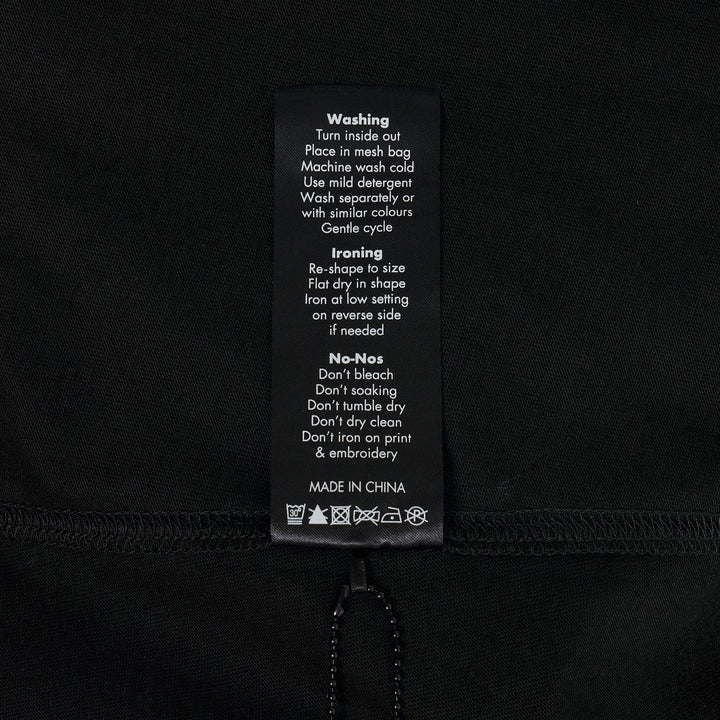 Washing
Turn inside out
Place in mesh bag
Machine wash cold
Use mild detergent
Wash separately or
with similar colours
Gentle cycle
Ironing
Re-shape to size
Flat dry in shape
Iron at low setting
on reverse side
if needed
No-Nos
Don't bleach
Don't soaking
Don't tumble dry
Don't dry clean
Don't iron on print
& embroidery
MADE IN CHINA
30°